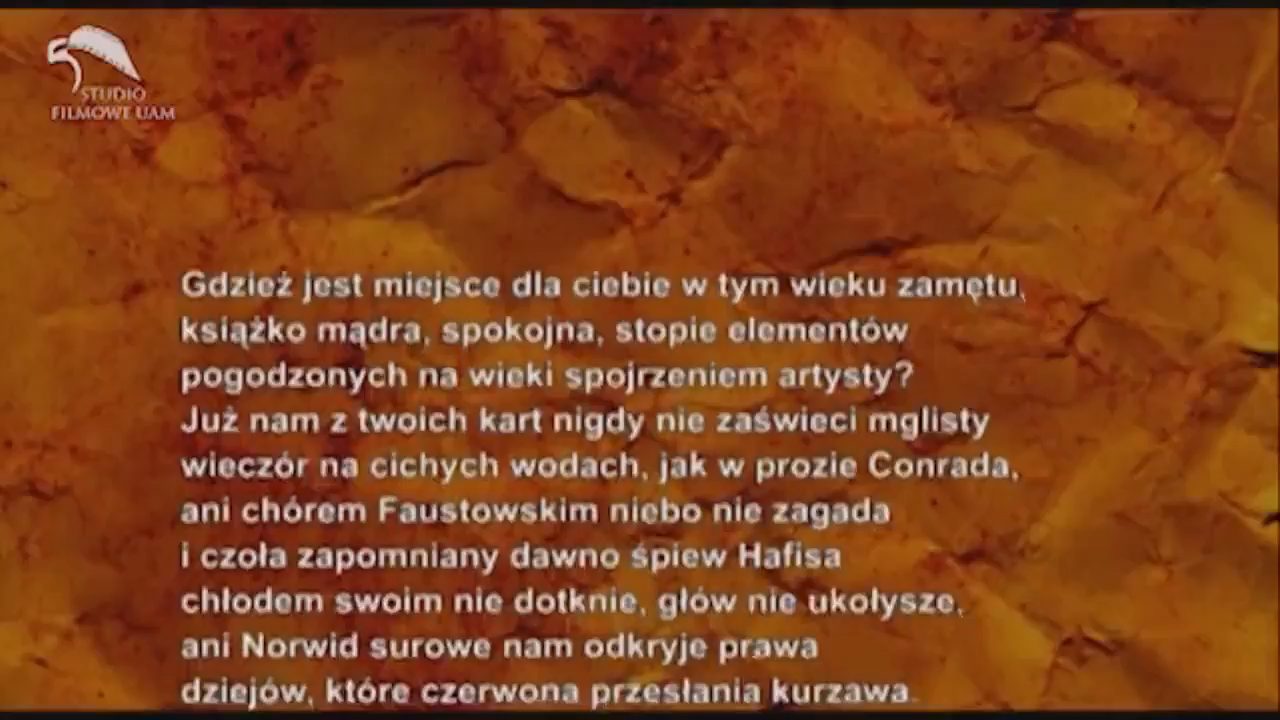 STUDIO
FILMOWE UAM
Gdzież jest miejsce dla ciebie w tym wieku zamętu,
książko mądra, spokojna, stopie elementów
pogodzonych na wieki spojrzeniem artysty?
Już nam z twoich kart nigdy nie zaświeci mglisty
wieczór na cichych wodach, jak w prozie Conrada,
ani chórem Faustowskim niebo nie zagada
i czoła zapomniany dawno śpiew Hafisa
chłodem swoim nie dotknie, głów nie ukołysze,
ani Norwid surowe nam odkryje prawa
dziejów, które czerwona przesłania kurzawa.